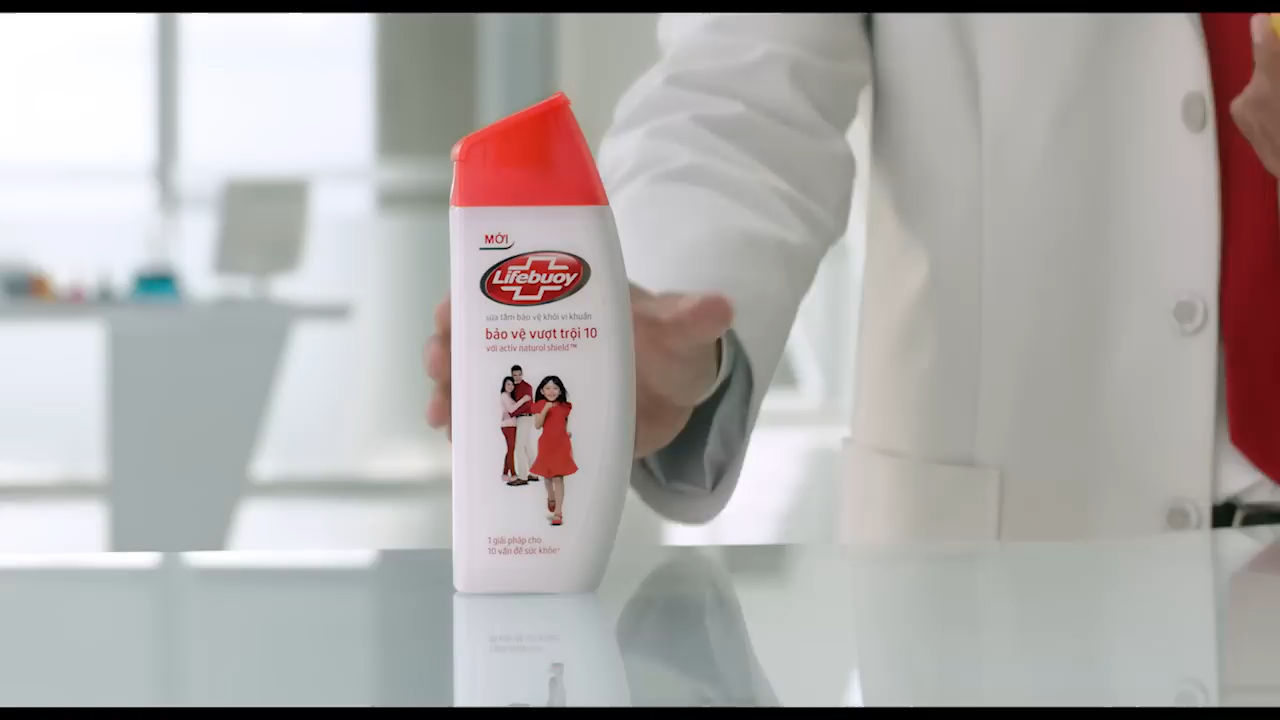 MỚI
Lifebuoy
sữa tắm bảo vệ khỏi vi khuẩn
bảo vệ vượt trội 10
với activ natural shield™
1 giải pháp cho
10 vấn đề sức khỏe*